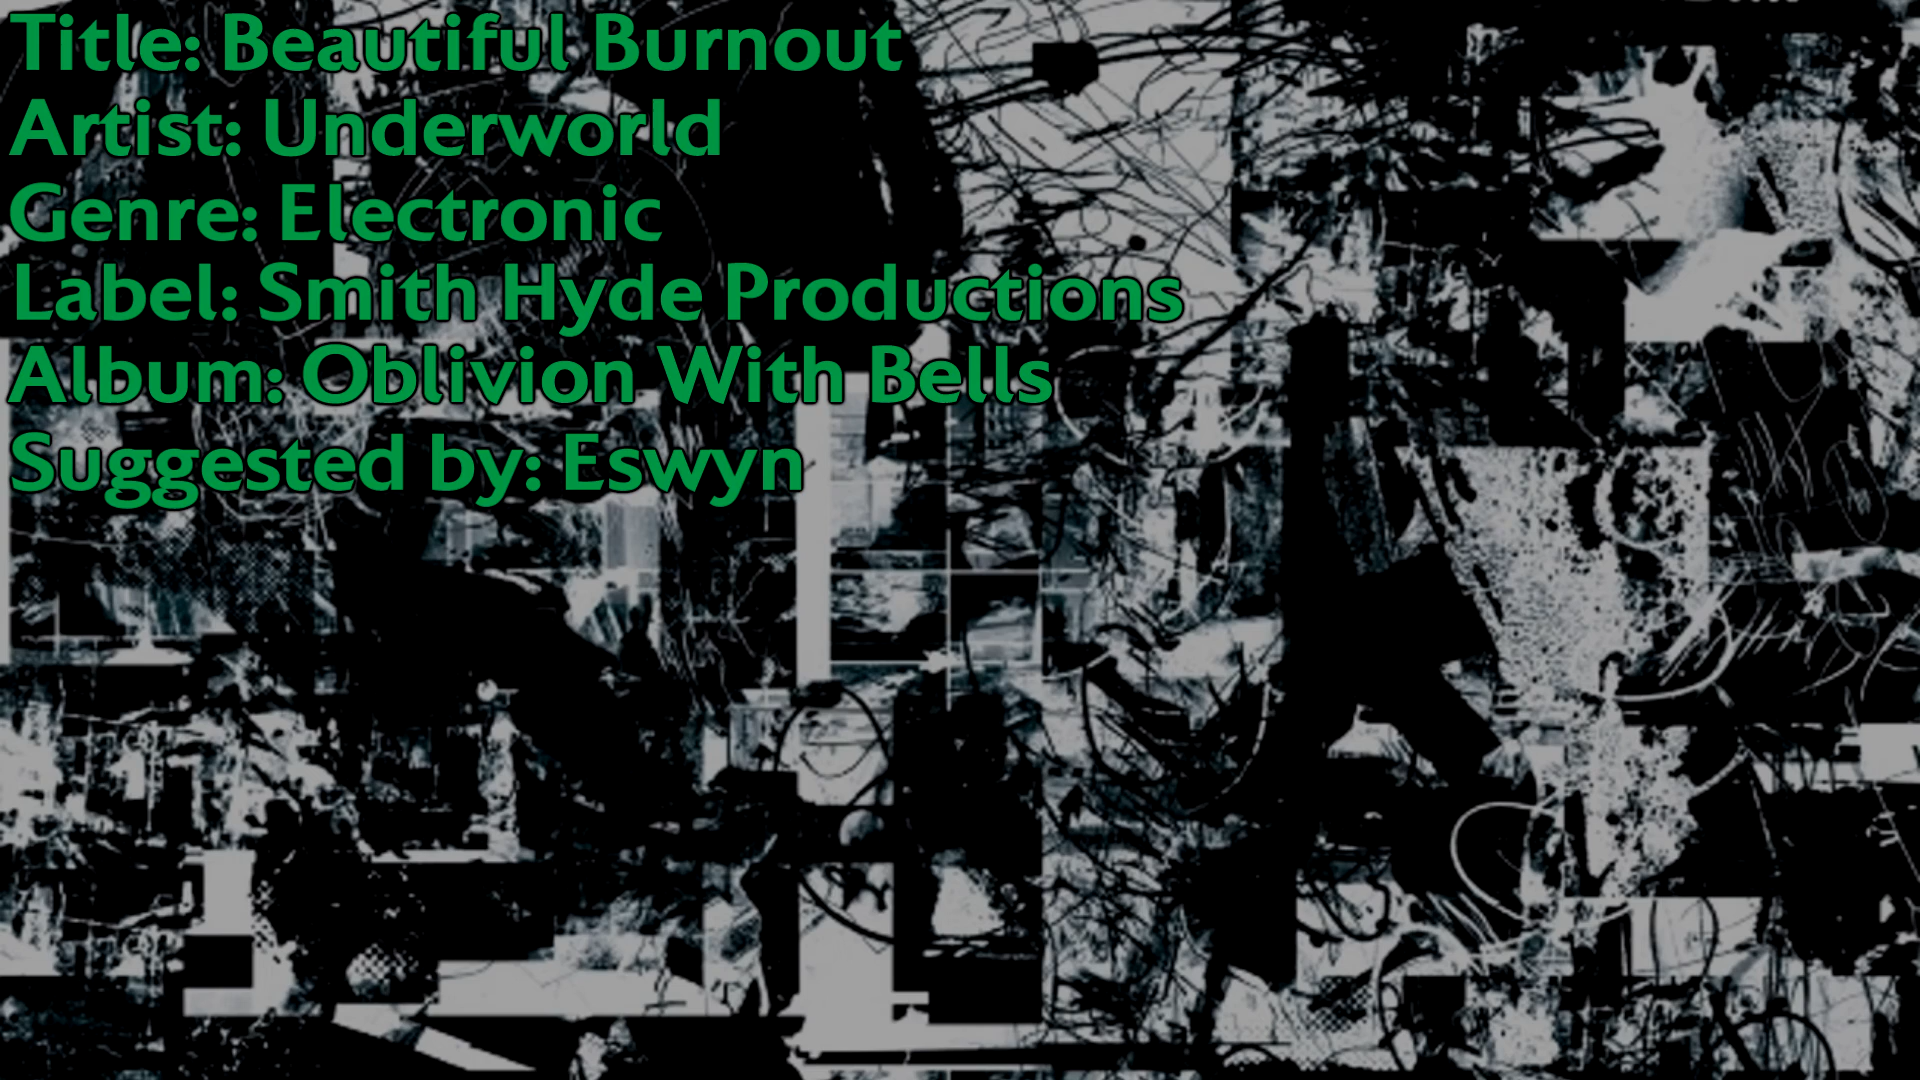 Title: Beautiful Burnout
Artist: Underworld
Genre: Electronic
Label: Smith Hyde Productions
Album: Oblivion With Bells
Suggested by: Eswyn